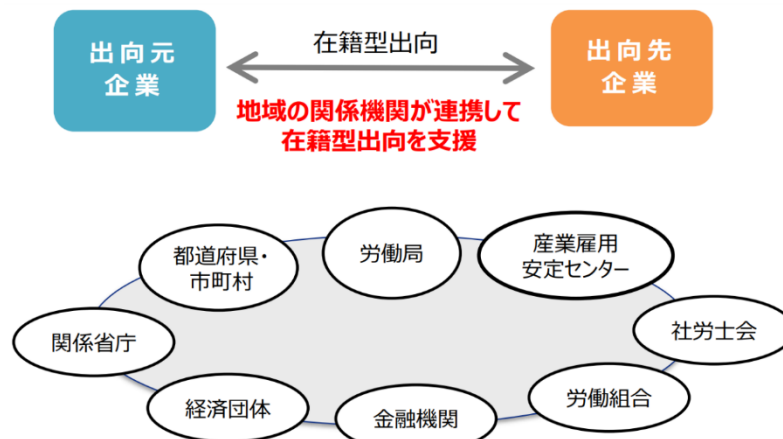 出向元
企業
在籍型出向
出向先
企業
地域の関係機関が連携して
在籍型出向を支援
都道府県・
市町村
労働局
産業雇用
安定センター
関係省庁
社労士会
経済団体
金融機関
労働組合